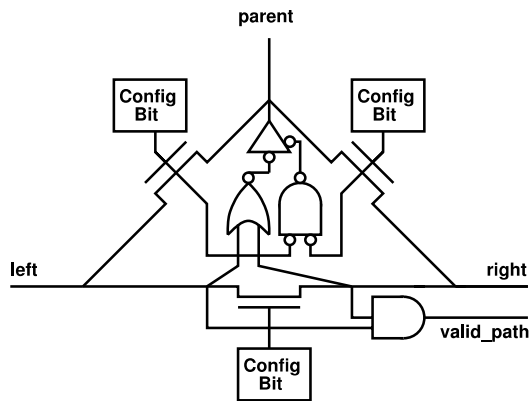 parent
Config
Bit
Config
Bit
left
right
valid_path
Config
Bit